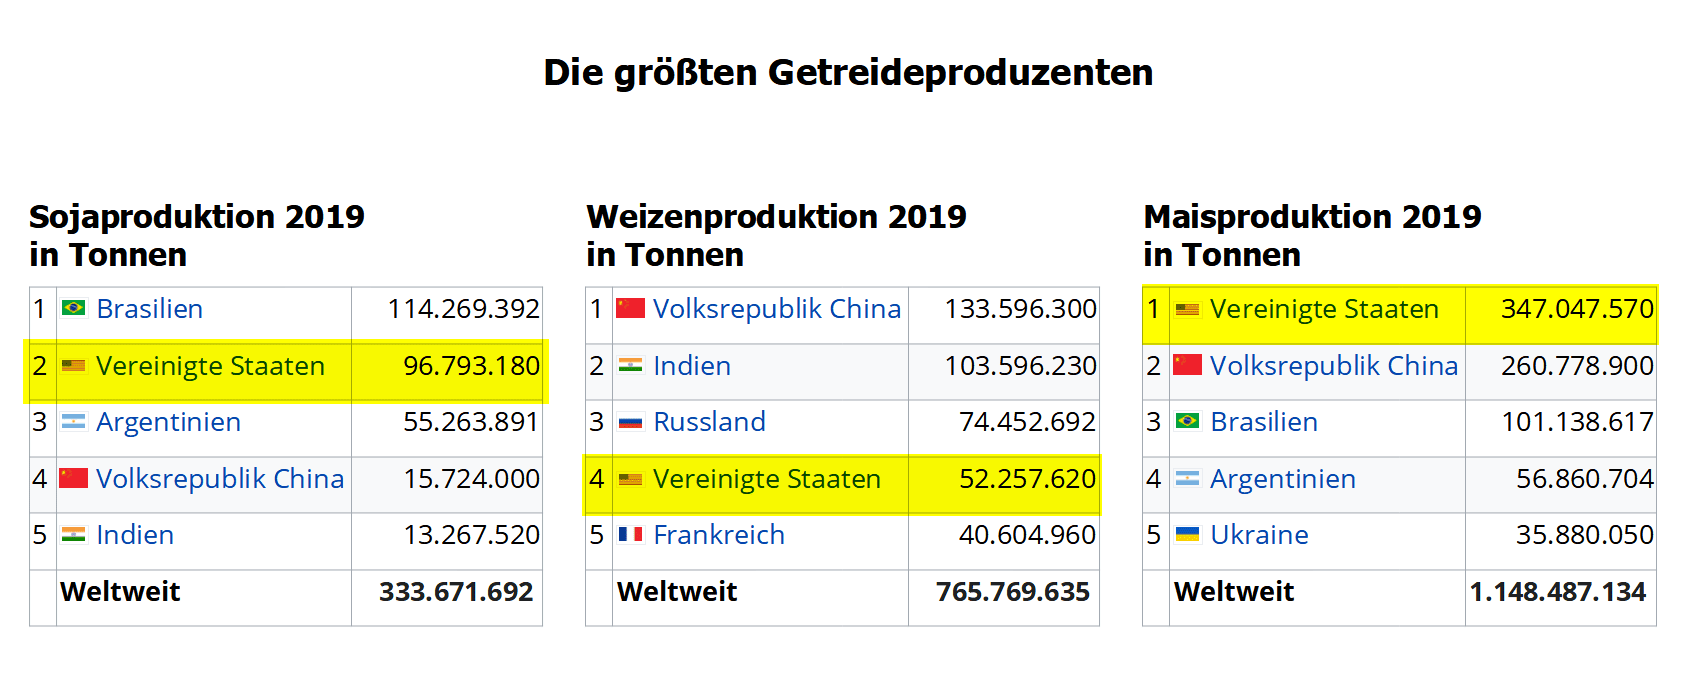 Die größten Getreideproduzenten
Sojaproduktion 2019
in Tonnen
1 Brasilien 114.269.392
2 Vereinigte Staaten 96.793.180
3 Argentinien 55.263.891
4 Volksrepublik China 15.724.000
5 Indien 13.267.520
Weltweit 333.671.692
Weizenproduktion 2019
in Tonnen
1 Volksrepublik China 133.596.300
2 Indien 103.596.230
3 Russland 74.452.692
4 Vereinigte Staaten 52.257.620
5 Frankreich 40.604.960
Weltweit 765.769.635
Maisproduktion 2019
in Tonnen
1 Vereinigte Staaten 347.047.570
2 Volksrepublik China 260.778.900
3 Brasilien 101.138.617
4 Argentinien 56.860.704
5 Ukraine 35.880.050
Weltweit 1.148.487.134